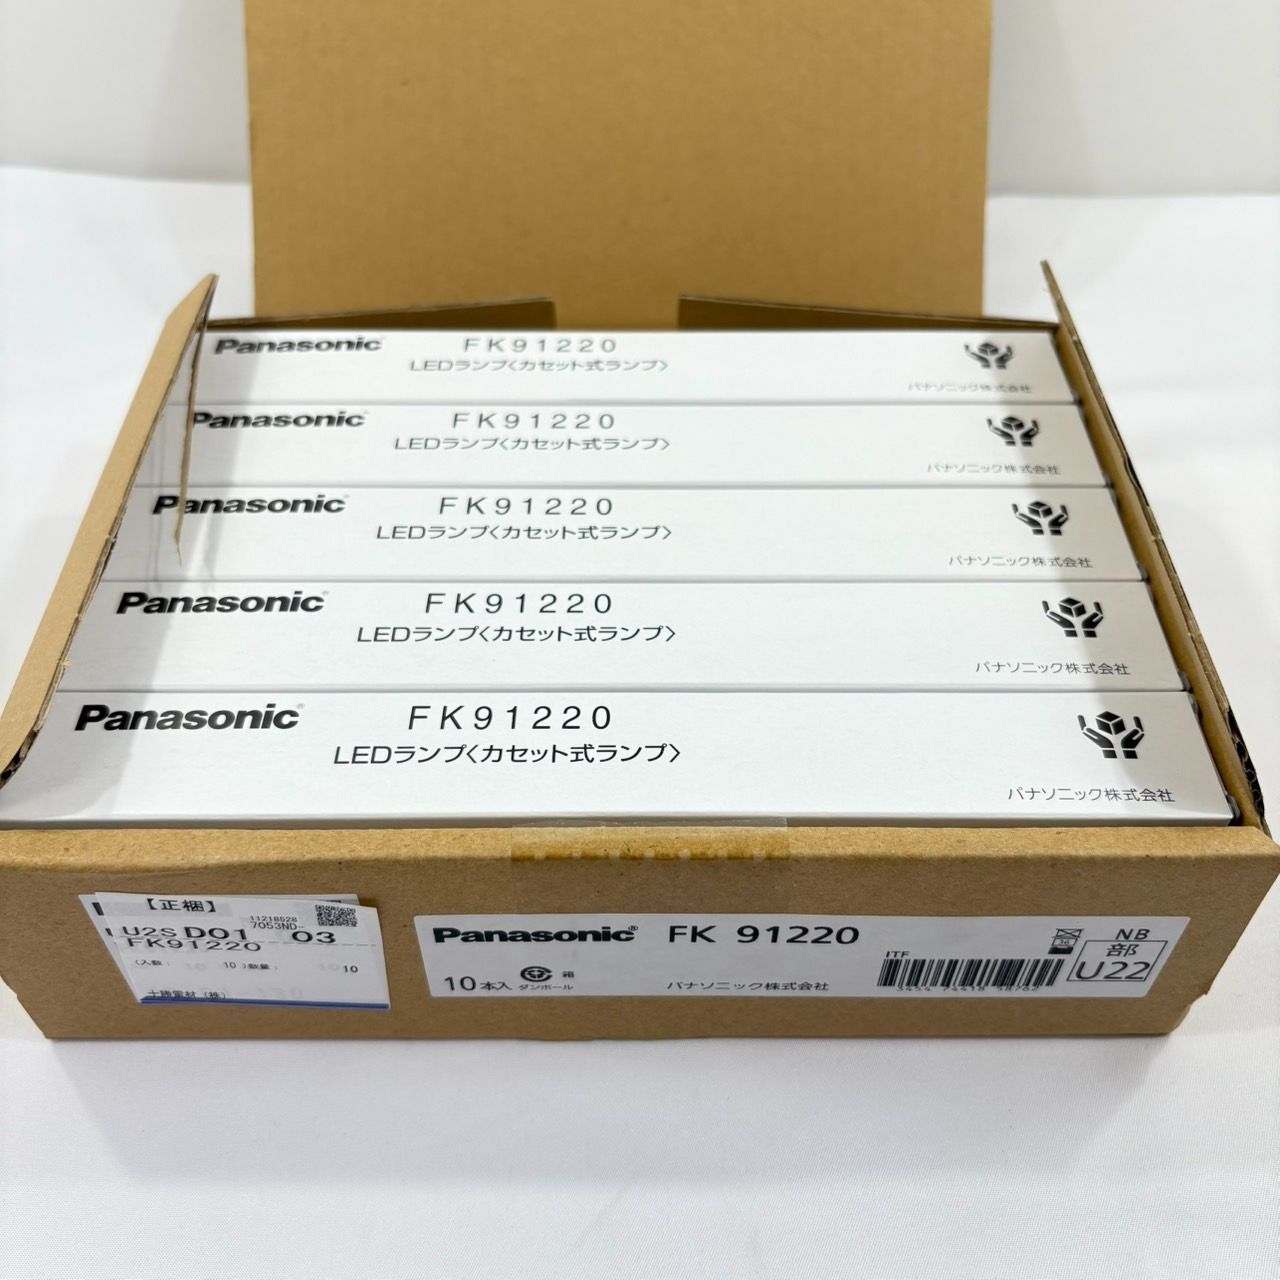 Panasonic FK91220
LEDランプ〈カセット式ランプ〉
パナソニック株式会社
Panasonic FK91220
LEDランプ〈カセット式ランプ〉
パナソニック株式会社
Panasonic FK91220
LEDランプ〈カセット式ランプ〉
パナソニック株式会社
Panasonic FK91220
LEDランプ〈カセット式ランプ〉
パナソニック株式会社
Panasonic® FK91220
LEDランプ〈カセット式ランプ〉
パナソニック株式会社
【正梱】
11218528
7053ND-
U2S D01 03
FK91220
(入数: 10 )数量: 10
Panasonic® FK 91220
10本入
ダンボール
箱
パナソニック株式会社
ITF
NB
部
U22